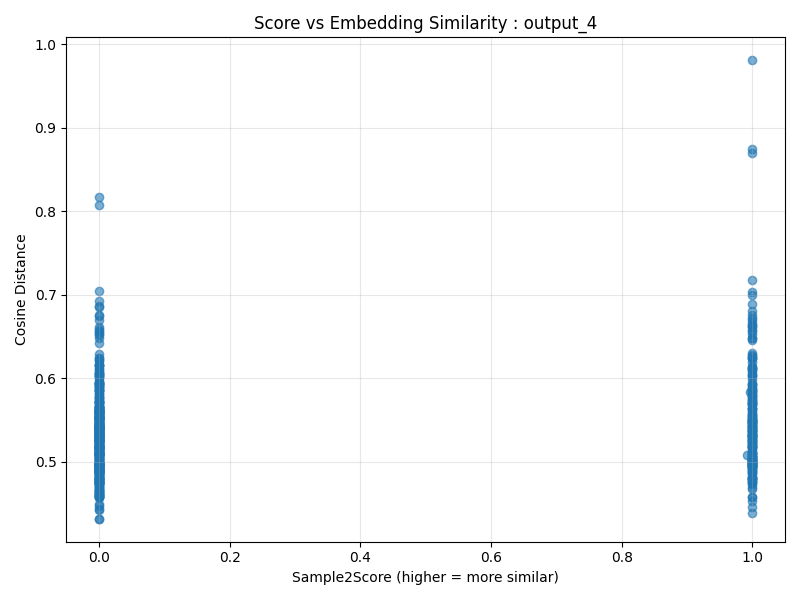 Score vs Embedding Similarity : output_4
1.0
0.9
0.8
0.7
0.6
0.5
Cosine Distance
0.0 0.2 0.4 0.6 0.8 1.0
Sample2Score (higher = more similar)